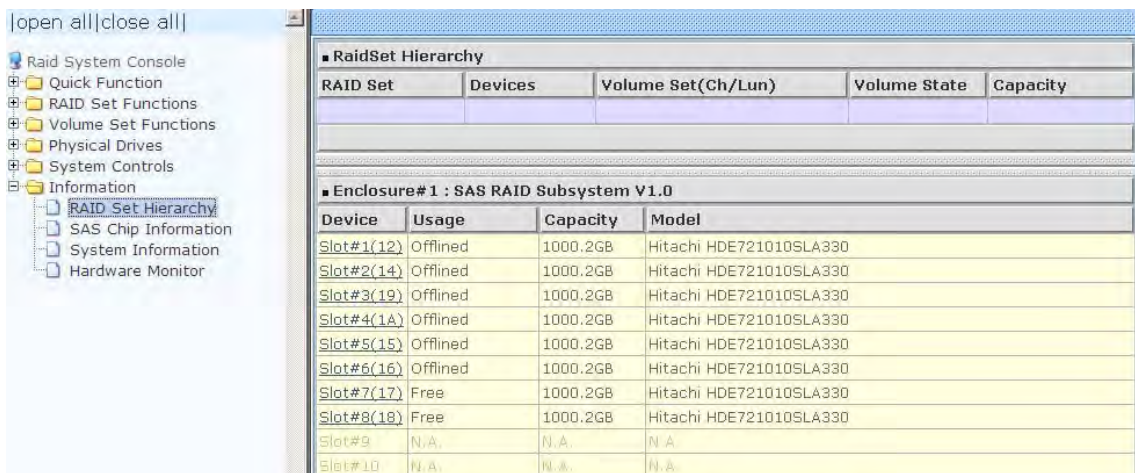 |open all|close all|
Raid System Console
Quick Function
RAID Set Functions
Volume Set Functions
Physical Drives
System Controls
Information
RAID Set Hierarchy
SAS Chip Information
System Information
Hardware Monitor
RaidSet Hierarchy
RAID Set Devices Volume Set(Ch/Lun) Volume State Capacity
Enclosure#1 : SAS RAID Subsystem V1.0
Device Usage Capacity Model
Slot#1(12) Offlined 1000.2GB Hitachi HDE721010SLA330
Slot#2(14) Offlined 1000.2GB Hitachi HDE721010SLA330
Slot#3(19) Offlined 1000.2GB Hitachi HDE721010SLA330
Slot#4(1A) Offlined 1000.2GB Hitachi HDE721010SLA330
Slot#5(15) Offlined 1000.2GB Hitachi HDE721010SLA330
Slot#6(16) Offlined 1000.2GB Hitachi HDE721010SLA330
Slot#7(17) Free 1000.2GB Hitachi HDE721010SLA330
Slot#8(18) Free 1000.2GB Hitachi HDE721010SLA330
Slot#9 N.A. N.A. N.A.
Slot#10 N.A. N.A. N.A.